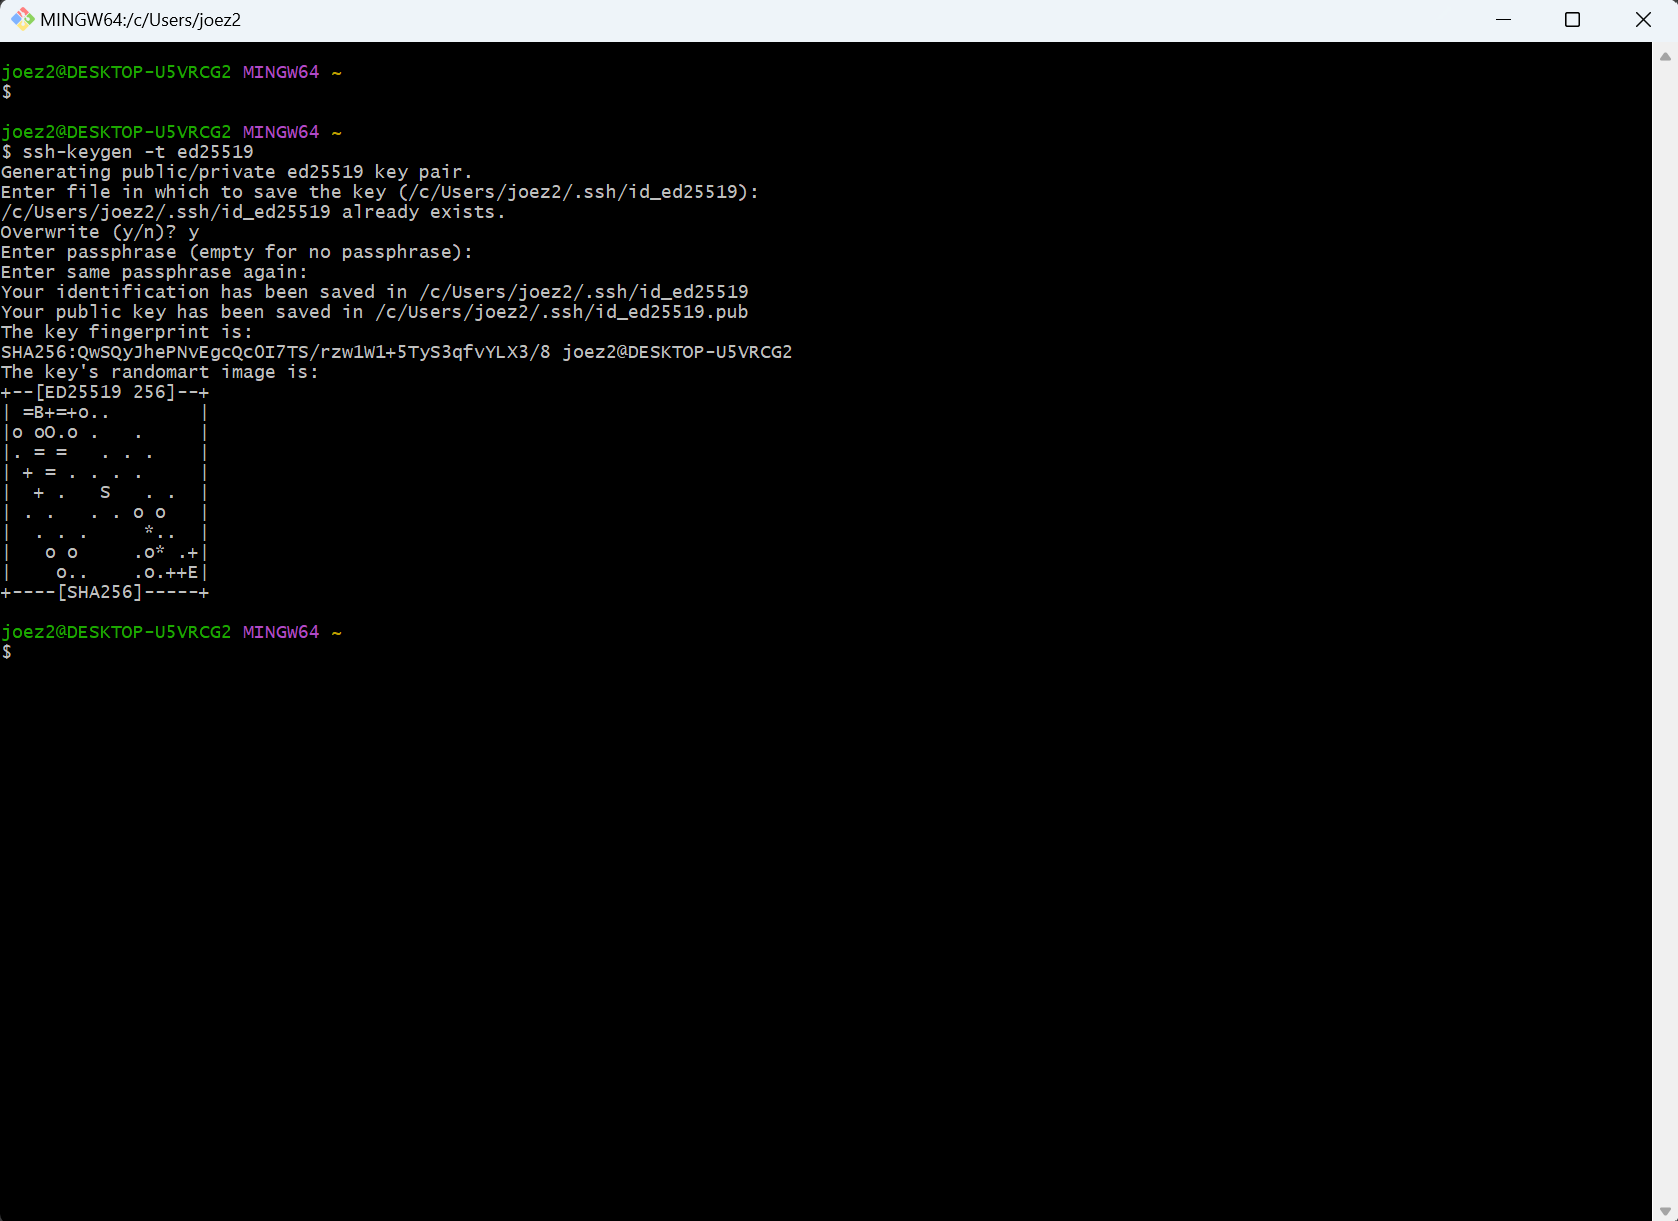 MINGW64:/c/Users/joez2
joez2@DESKTOP-U5VRCG2 MINGW64 ~
$
joez2@DESKTOP-U5VRCG2 MINGW64 ~
$ ssh-keygen -t ed25519
Generating public/private ed25519 key pair.
Enter file in which to save the key (/c/Users/joez2/.ssh/id_ed25519):
/c/Users/joez2/.ssh/id_ed25519 already exists.
Overwrite (y/n)? y
Enter passphrase (empty for no passphrase):
Enter same passphrase again:
Your identification has been saved in /c/Users/joez2/.ssh/id_ed25519
Your public key has been saved in /c/Users/joez2/.ssh/id_ed25519.pub
The key fingerprint is:
SHA256:QwSQyJhePNvEgcQcOI7TS/rzw1W1+5TyS3qfvYLX3/8 joez2@DESKTOP-U5VRCG2
The key's randomart image is:
+--[ED25519 256]--+
| =B+=+o..        |
|o oO.o .   .     |
|. = =   . . .    |
| + = . . . .     |
|  + .   S   . .  |
| . .   . . o o   |
|  . . .     *..  |
|   o o     .o* .+|
|    o..    .o.++E|
+----[SHA256]-----+
joez2@DESKTOP-U5VRCG2 MINGW64 ~
$